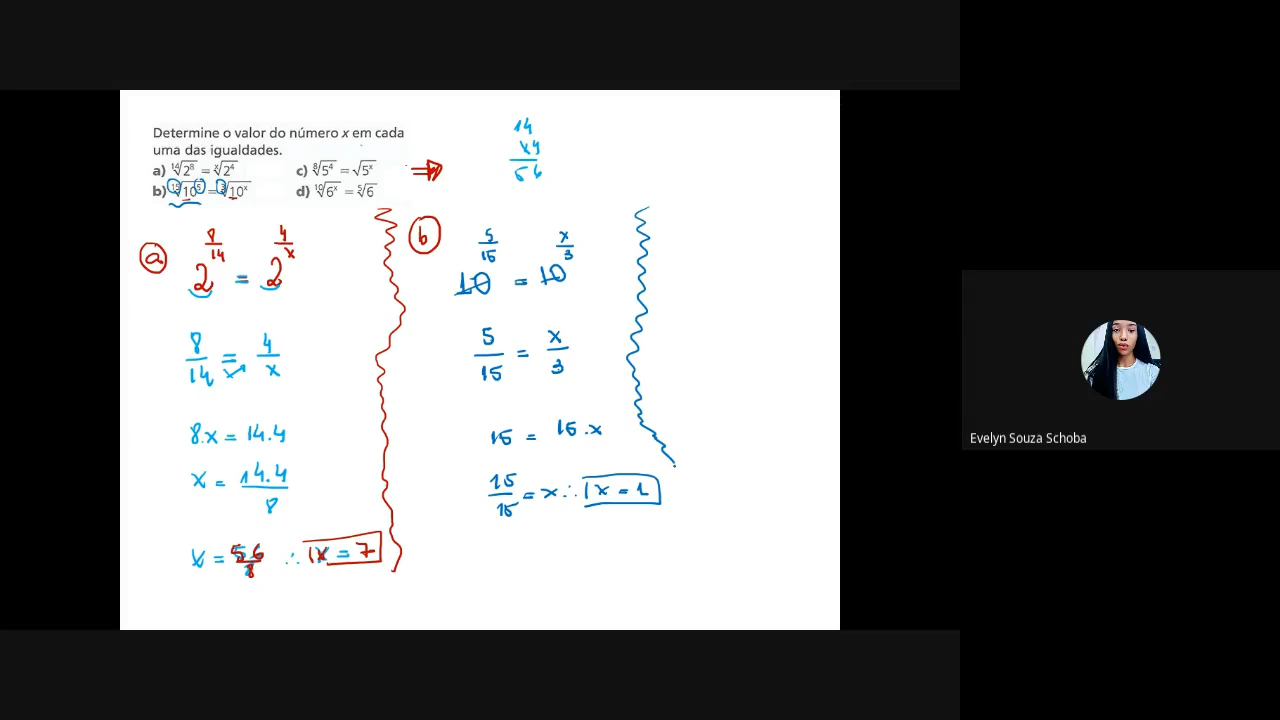 Determine o valor do número x em cada
uma das igualdades.
a) ¹⁴√2⁸ = ˣ√2⁴
c) ⁸√5⁴ = √5ˣ
b) ¹⁵√10⁵ = ³√10ˣ
d) ¹⁰√6ˣ = ⁵√6
⇒
14
x4
56
a
2^(8/14) = 2^(4/x)
8/14 = 4/x
8.x = 14.4
x = 14.4/8
x = 56/8 ∴ x = 7
b
10^(5/15) = 10^(x/3)
5/15 = x/3
15 = 15.x
15/15 = x ∴ x = 1
Evelyn Souza Schoba